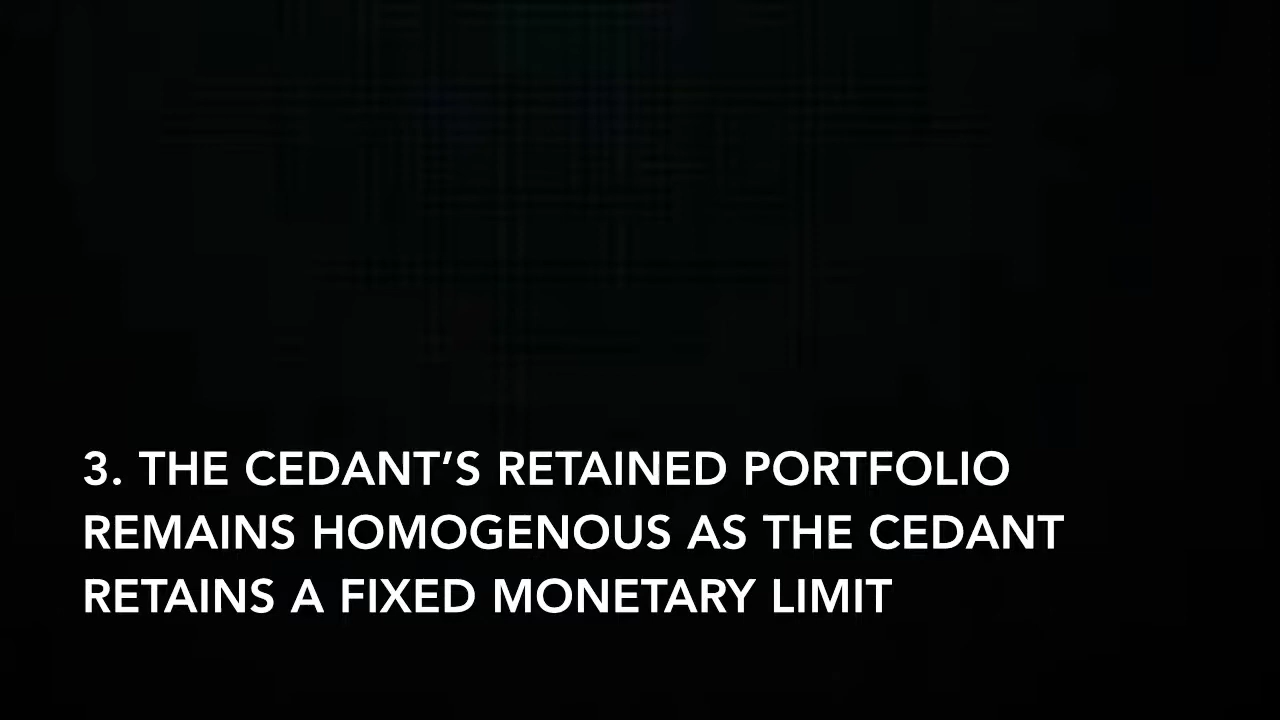 3. THE CEDANT’S RETAINED PORTFOLIO
REMAINS HOMOGENOUS AS THE CEDANT
RETAINS A FIXED MONETARY LIMIT